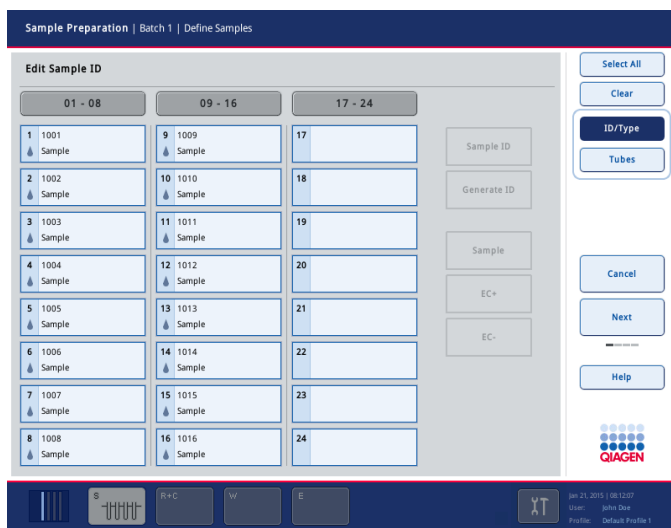 Sample Preparation | Batch 1 | Define Samples
Edit Sample ID
01 - 08
09 - 16
17 - 24
1 1001
Sample
2 1002
Sample
3 1003
Sample
4 1004
Sample
5 1005
Sample
6 1006
Sample
7 1007
Sample
8 1008
Sample
9 1009
Sample
10 1010
Sample
11 1011
Sample
12 1012
Sample
13 1013
Sample
14 1014
Sample
15 1015
Sample
16 1016
Sample
17
18
19
20
21
22
23
24
Sample ID
Generate ID
Sample
EC+
EC-
Select All
Clear
ID/Type
Tubes
Cancel
Next
Help
QIAGEN
S
R+C
W
E
Jan 21, 2015 | 08:12:07
User: John Doe
Profile: Default Profile 1